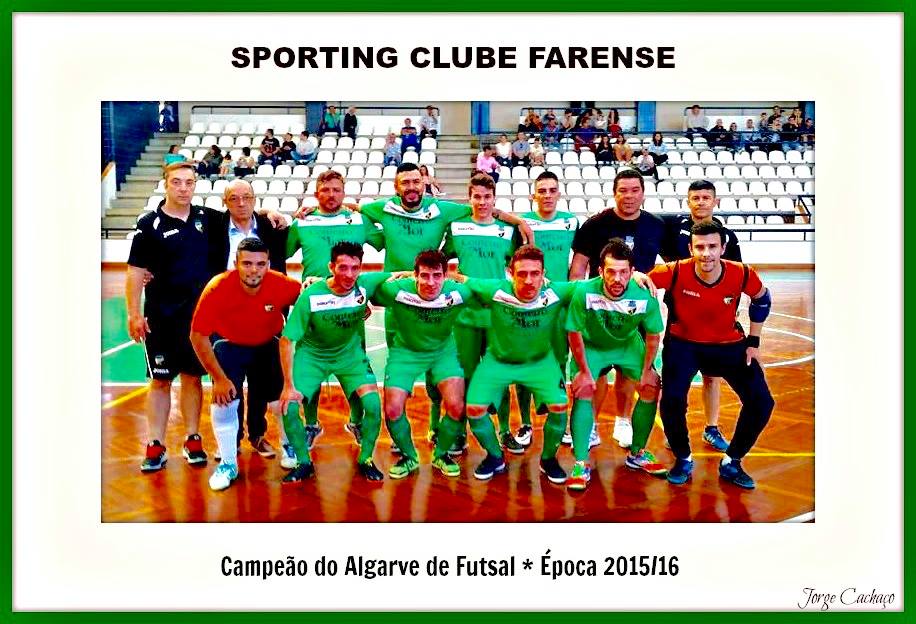 SPORTING CLUBE FARENSE
Campeão do Algarve de Futsal * Época 2015/16
Jorge Cachaço